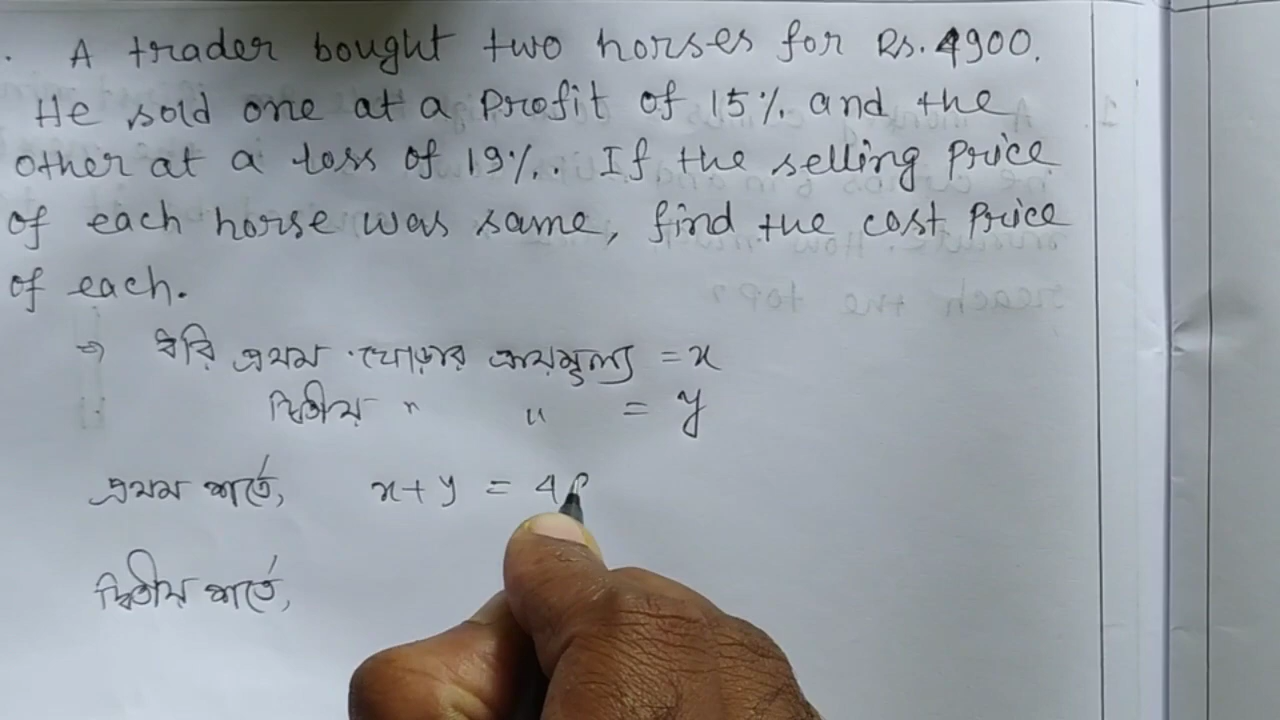 A trader bought two horses for Rs. 4900.
He sold one at a Profit of 15% and the
other at a loss of 19%. If the selling Price
of each horse was same, find the cost Price
of each.
⇒ ধরি প্রথম ঘোড়ার ক্রয়মূল্য = x
দ্বিতীয় " " = y
প্রথম শর্তে, x + y = 4
দ্বিতীয় শর্তে,